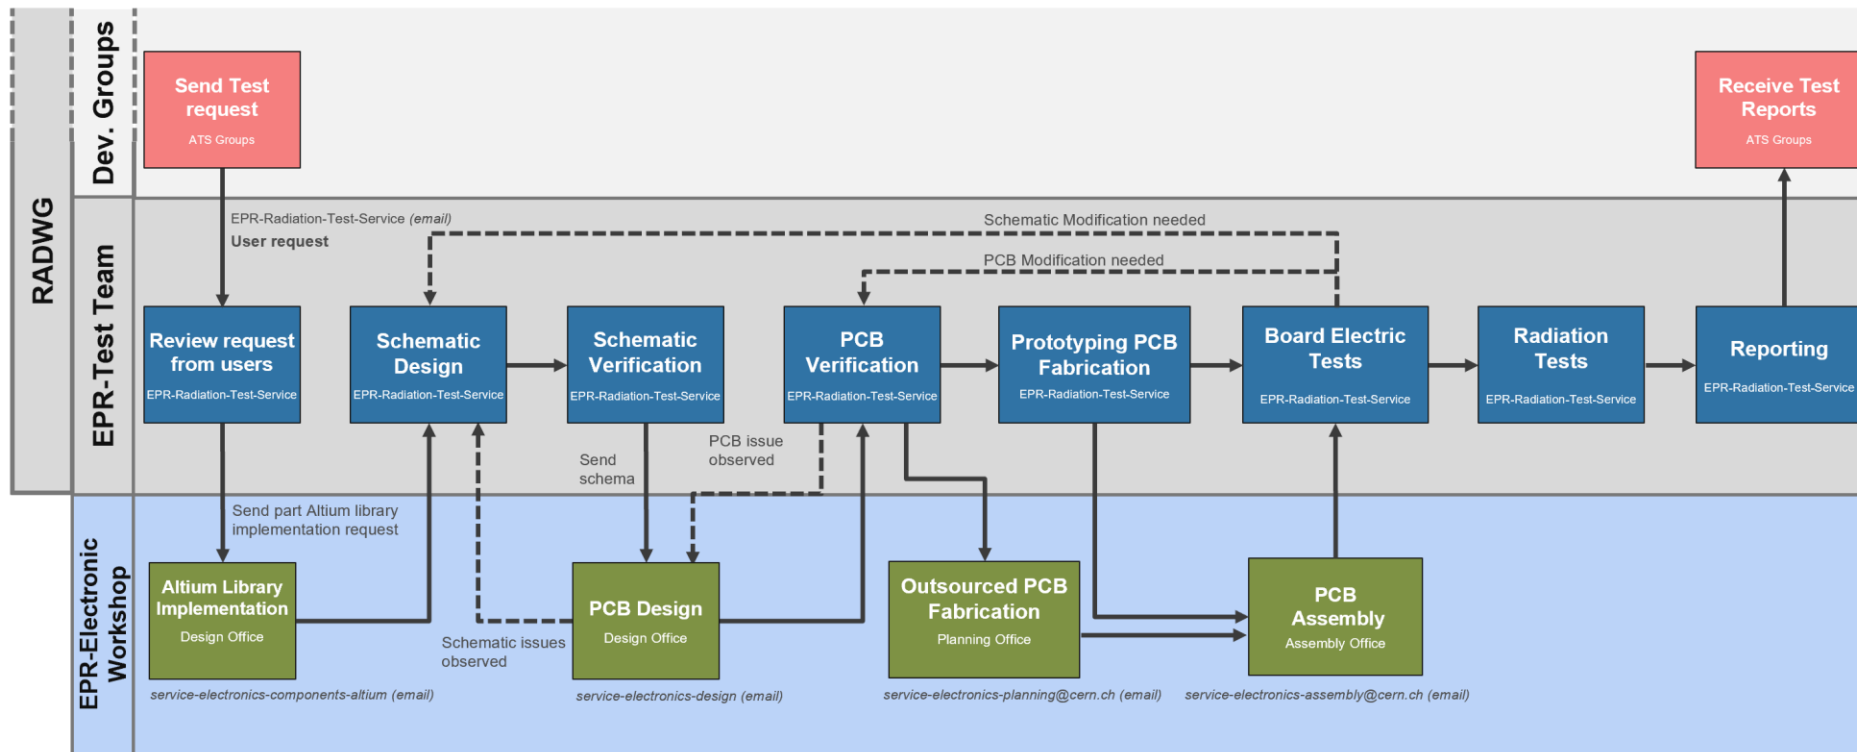 RADWG
Dev. Groups
Send Test
request
ATS Groups
Receive Test
Reports
ATS Groups
EPR-Test Team
EPR-Radiation-Test-Service (email)
User request
Schematic Modification needed
PCB Modification needed
Review request
from users
EPR-Radiation-Test-Service
Schematic
Design
EPR-Radiation-Test-Service
Schematic
Verification
EPR-Radiation-Test-Service
PCB
Verification
EPR-Radiation-Test-Service
Prototyping PCB
Fabrication
EPR-Radiation-Test-Service
Board Electric
Tests
EPR-Radiation-Test-Service
Radiation
Tests
EPR-Radiation-Test-Service
Reporting
EPR-Radiation-Test-Service
Send
schema
PCB issue
observed
EPR-Electronic
Workshop
Send part Altium library
implementation request
Altium Library
Implementation
Design Office
service-electronics-components-altium (email)
Schematic issues
observed
PCB Design
Design Office
service-electronics-design (email)
Outsourced PCB
Fabrication
Planning Office
service-electronics-planning@cern.ch (email)
PCB
Assembly
Assembly Office
service-electronics-assembly@cern.ch (email)